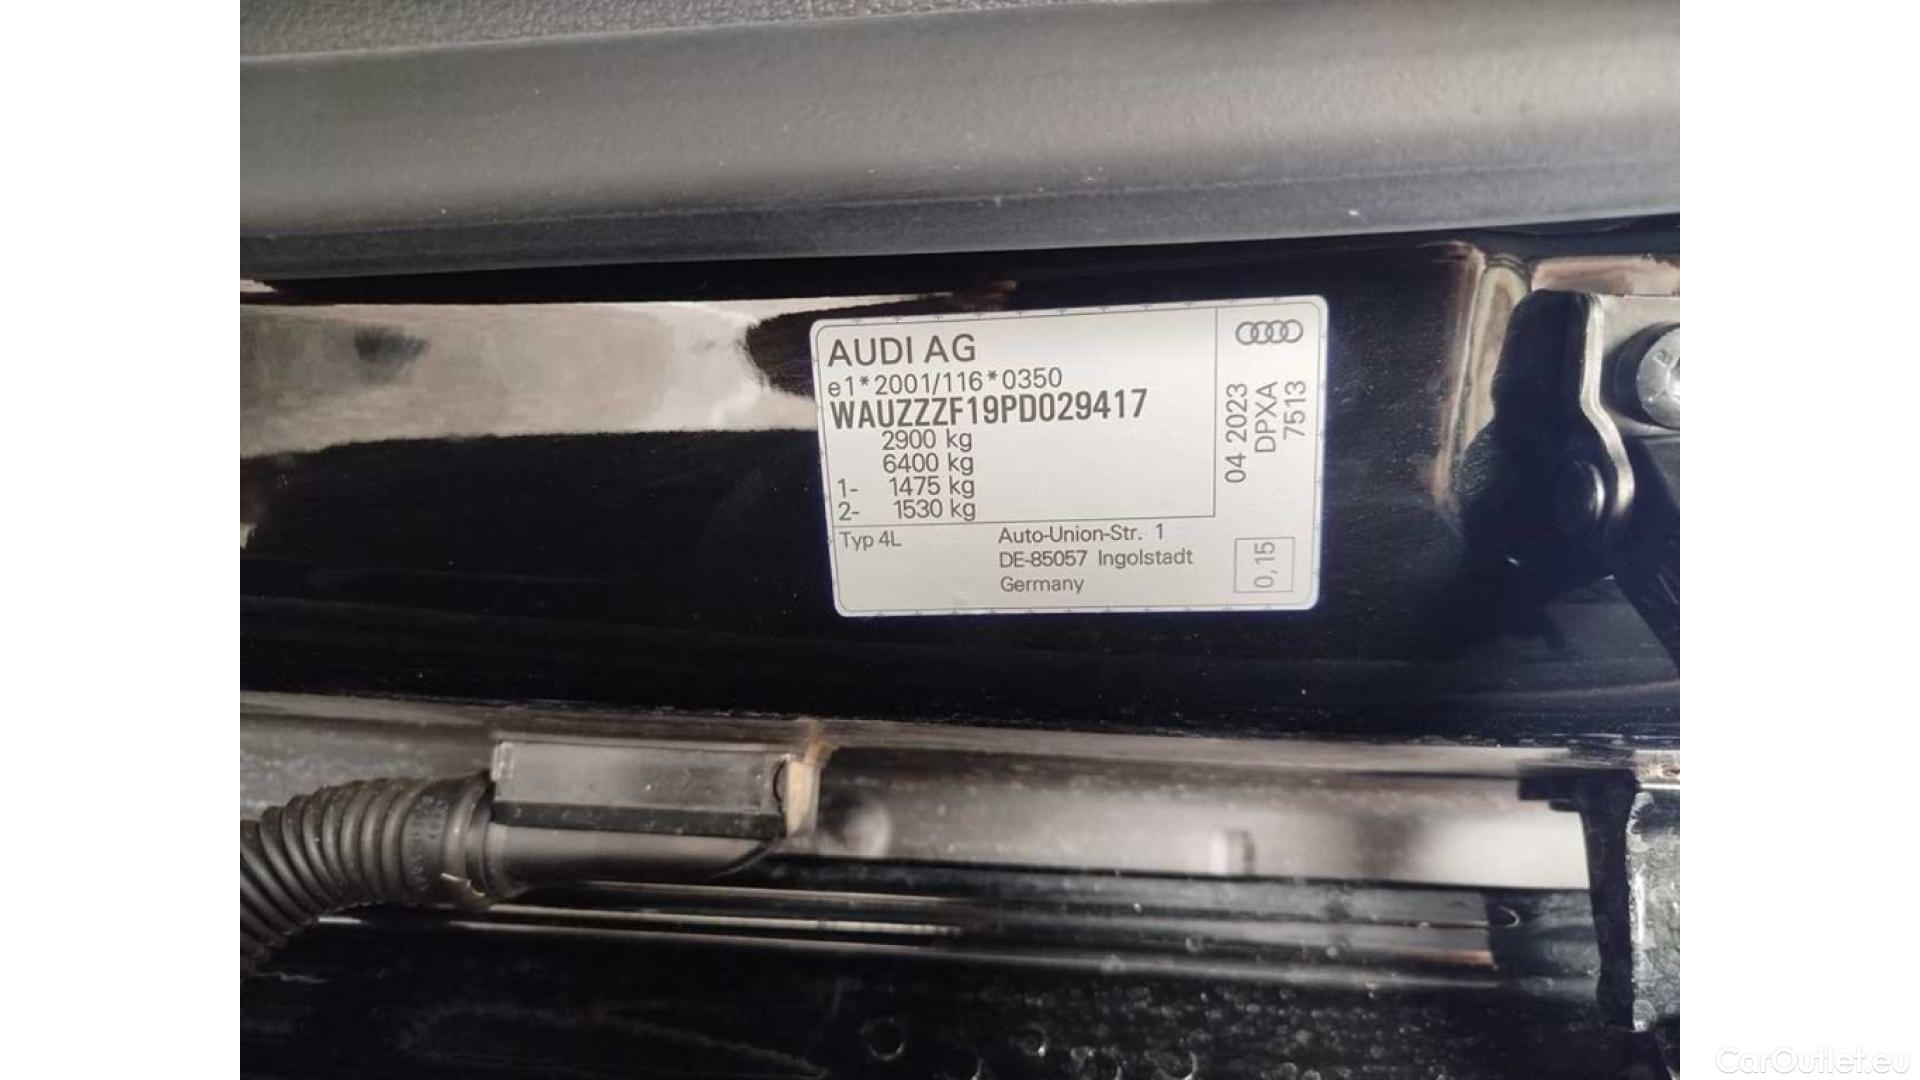 AUDI AG
e1*2001/116*0350
WAUZZZF19PD029417
2900 kg
6400 kg
1- 1475 kg
2- 1530 kg
Typ 4L
Auto-Union-Str. 1
DE-85057 Ingolstadt
Germany
04 2023
DPXA
7513
0,15
CarOutlet.eu